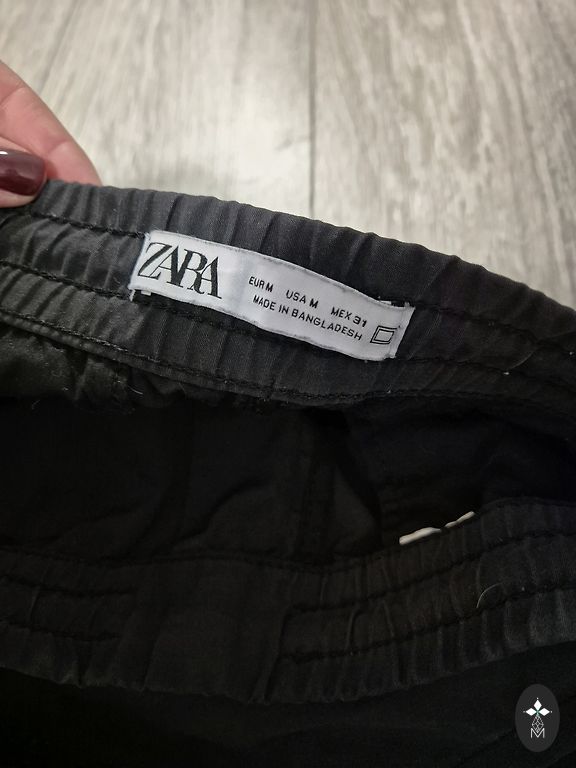 ZARA
EUR M USA M MEX 31
MADE IN BANGLADESH
M